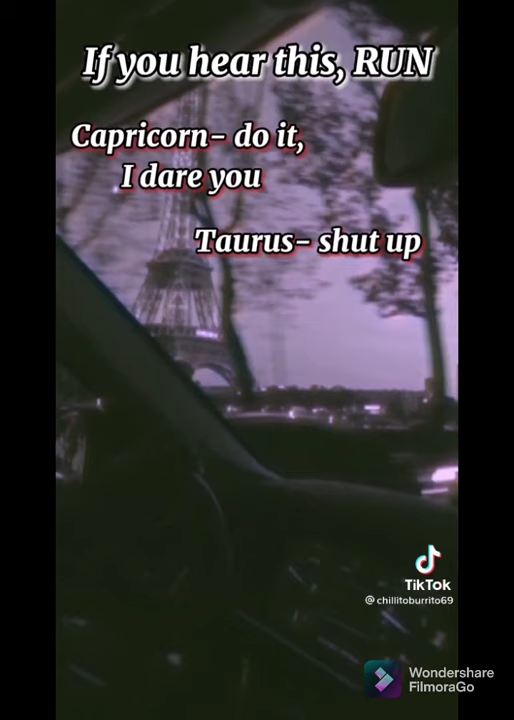 If you hear this, RUN
Capricorn- do it,
I dare you
Taurus- shut up
TikTok
@chillitoburrito69
Wondershare
FilmoraGo